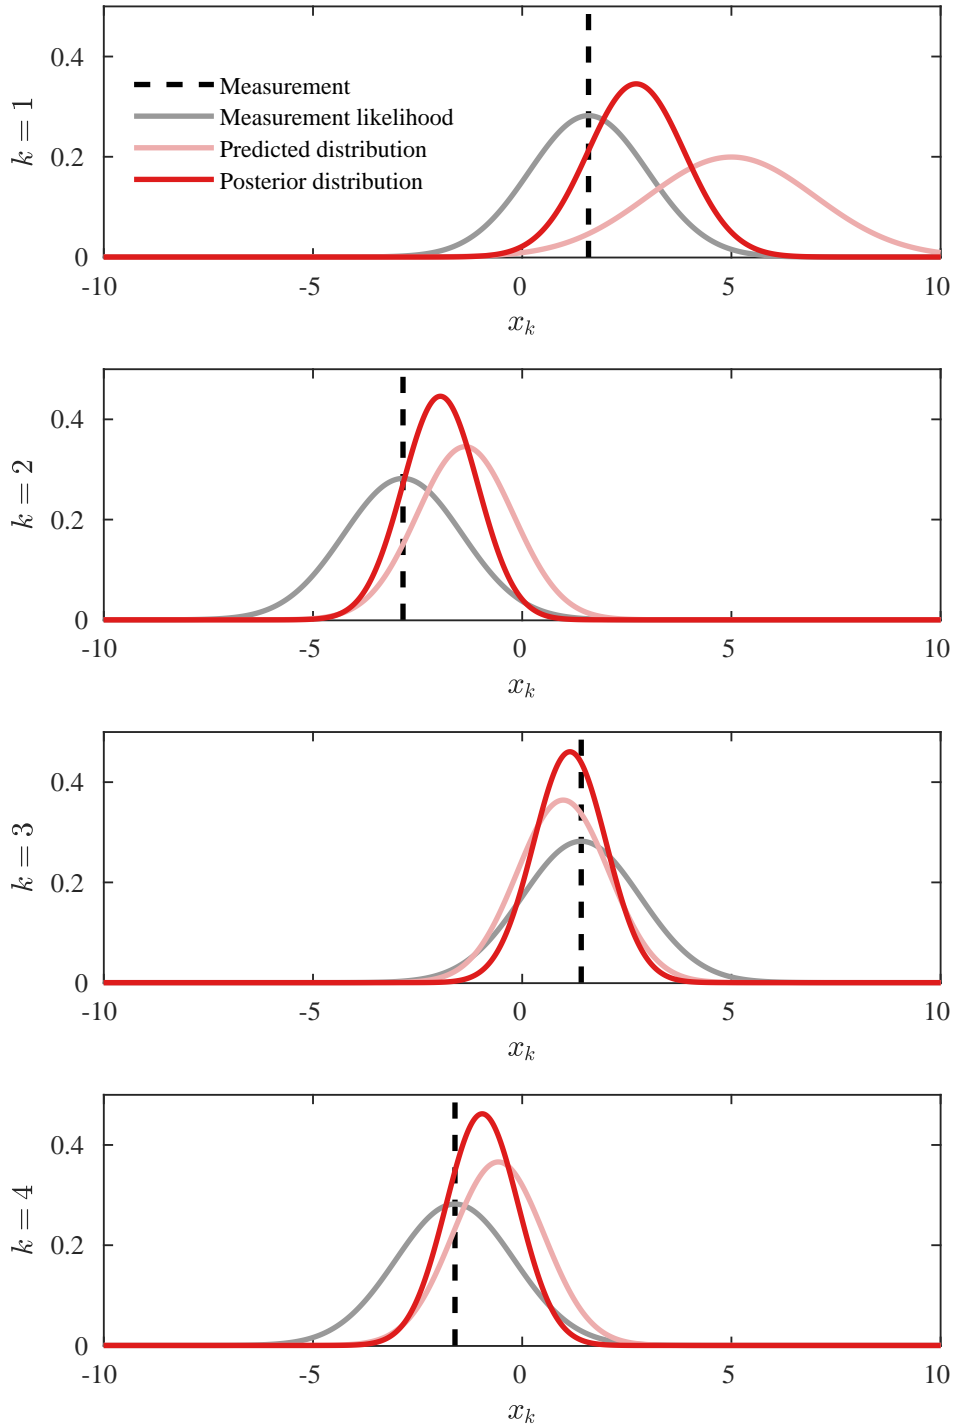 0.4
0.2
0
k = 1
Measurement
Measurement likelihood
Predicted distribution
Posterior distribution
-10 -5 0 5 10
x_k
0.4
0.2
0
k = 2
-10 -5 0 5 10
x_k
0.4
0.2
0
k = 3
-10 -5 0 5 10
x_k
0.4
0.2
0
k = 4
-10 -5 0 5 10
x_k